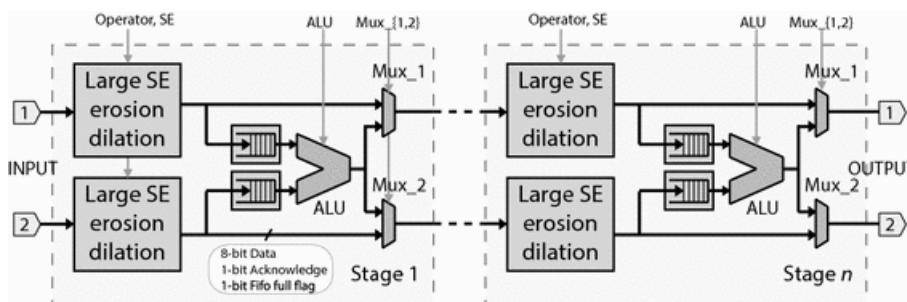 Operator, SE
ALU
Mux_{1,2}
Operator, SE
ALU
Mux_{1,2}
Large SE
erosion
dilation
Mux_1
Large SE
erosion
dilation
Mux_1
1
1
INPUT
OUTPUT
Large SE
erosion
dilation
ALU
Mux_2
Large SE
erosion
dilation
ALU
Mux_2
2
2
8-bit Data
1-bit Acknowledge
1-bit Fifo full flag
Stage 1
Stage n